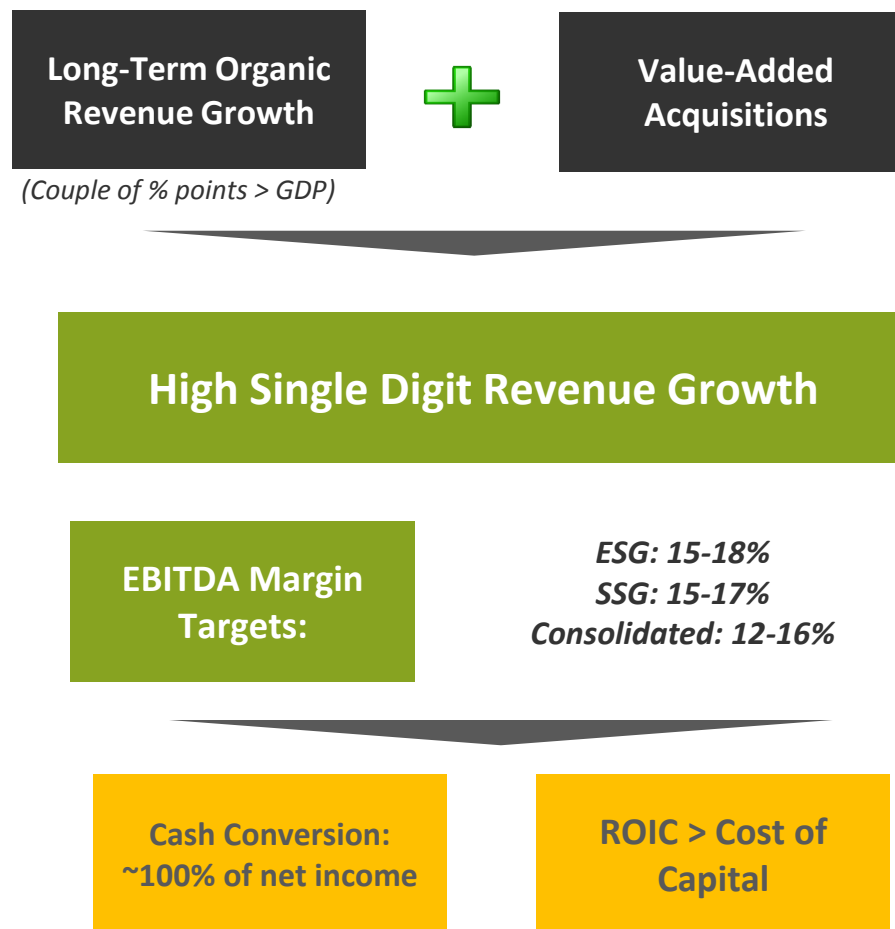 Long-Term Organic
Revenue Growth
Value-Added
Acquisitions
(Couple of % points > GDP)
High Single Digit Revenue Growth
EBITDA Margin
Targets:
ESG: 15-18%
SSG: 15-17%
Consolidated: 12-16%
Cash Conversion:
~100% of net income
ROIC > Cost of
Capital